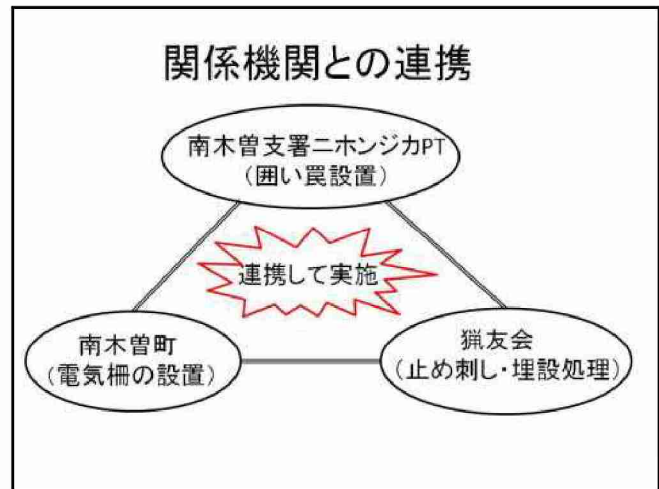 関係機関との連携
南木曽支署ニホンジカPT
(囲い罠設置)
連携して実施
南木曽町
(電気柵の設置)
猟友会
(止め刺し・埋設処理)